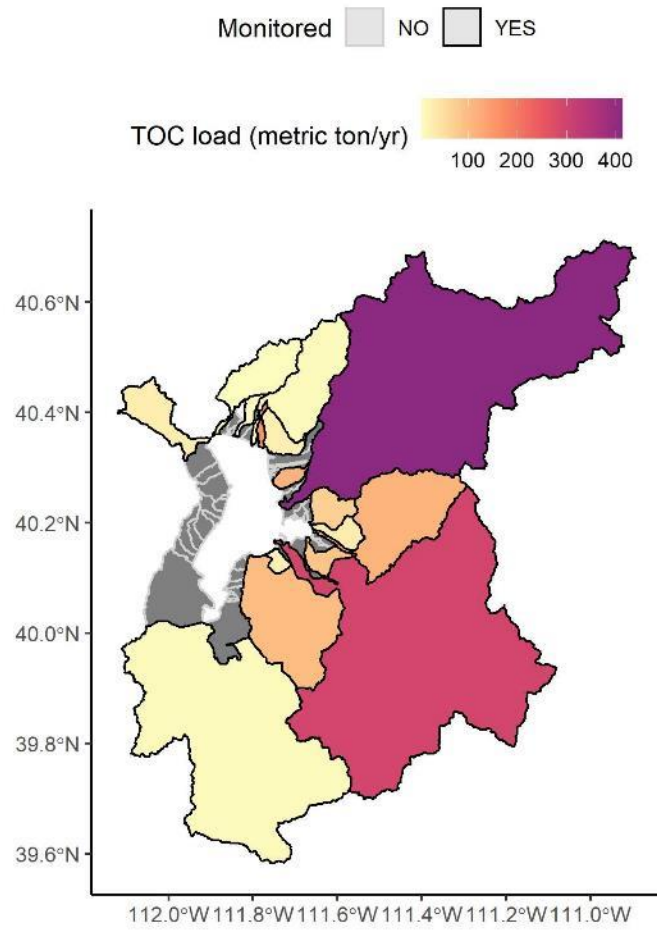 Monitored NO YES
TOC load (metric ton/yr)
100 200 300 400
40.6°N
40.4°N
40.2°N
40.0°N
39.8°N
39.6°N
112.0°W 111.8°W 111.6°W 111.4°W 111.2°W 111.0°W